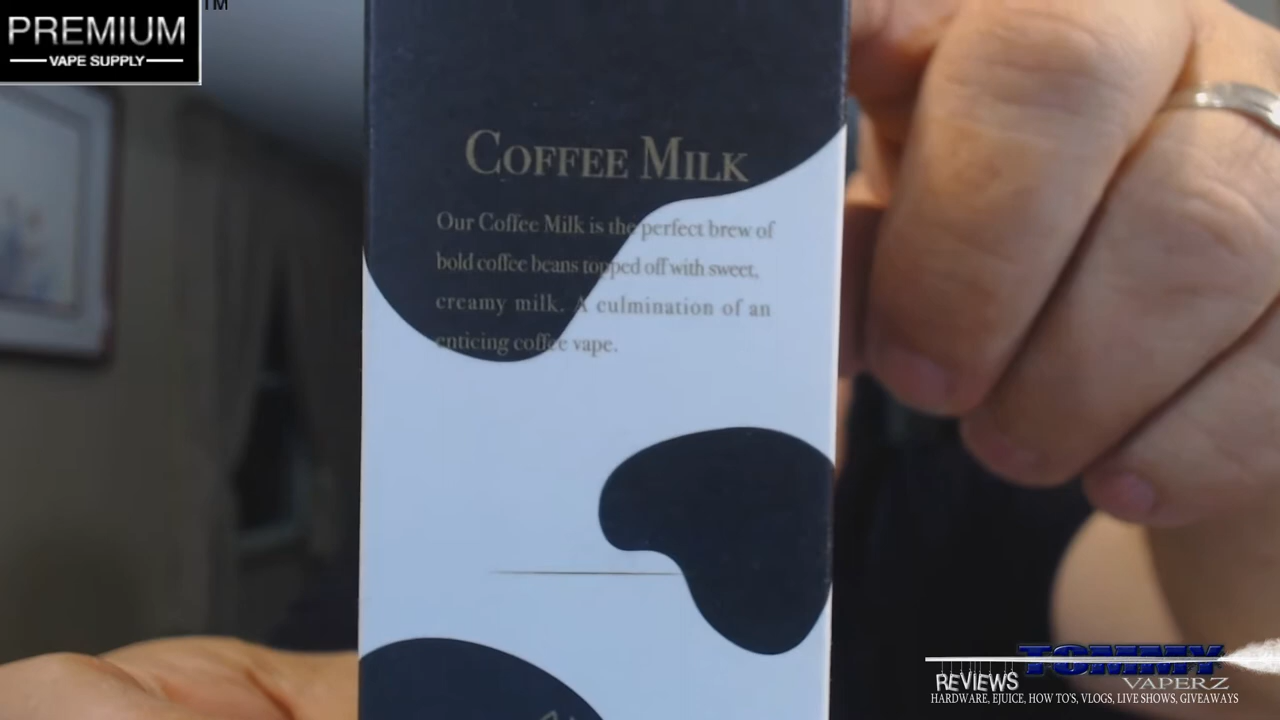 TM
PREMIUM
VAPE SUPPLY
COFFEE MILK
Our Coffee Milk is the perfect brew of
bold coffee beans topped off with sweet,
creamy milk. A culmination of an
enticing coffee vape.
TOMMY
REVIEWS
VAPERZ
HARDWARE, EJUICE, HOW TO'S, VLOGS, LIVE SHOWS, GIVEAWAYS